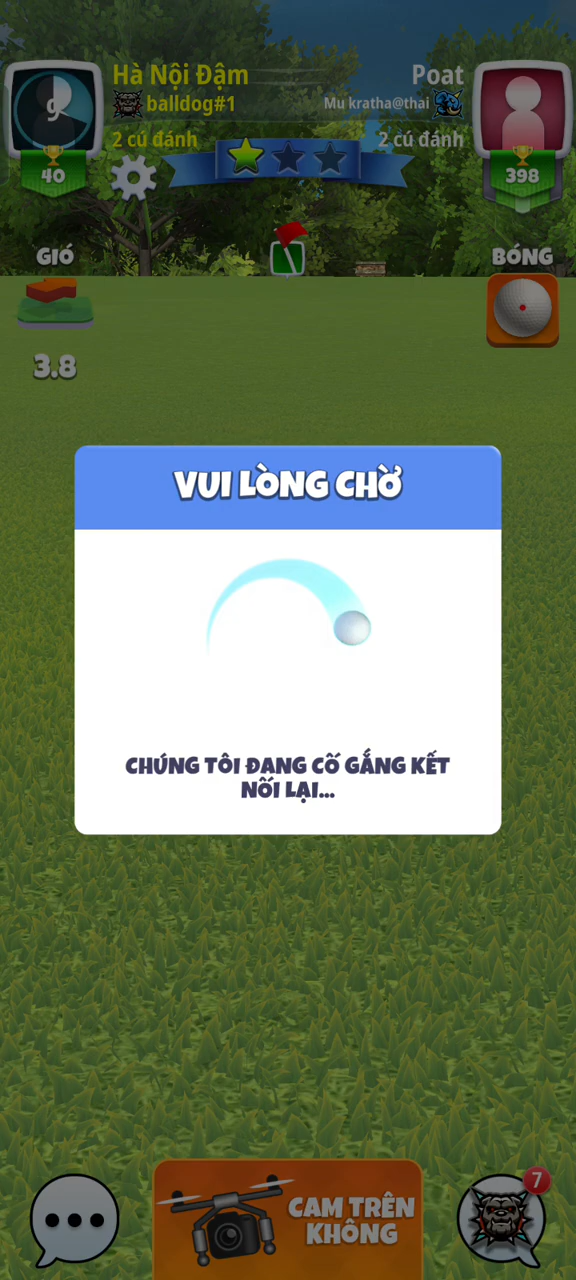 Hà Nội Đậm
Poat
9
balldog#1
Mu kratha@thai
2 cú đánh
2 cú đánh
40
398
GIÓ
BÓNG
3.8
VUI LÒNG CHỜ
CHÚNG TÔI ĐANG CỐ GẮNG KẾT
NỐI LẠI...
7
CAM TRÊN
KHÔNG